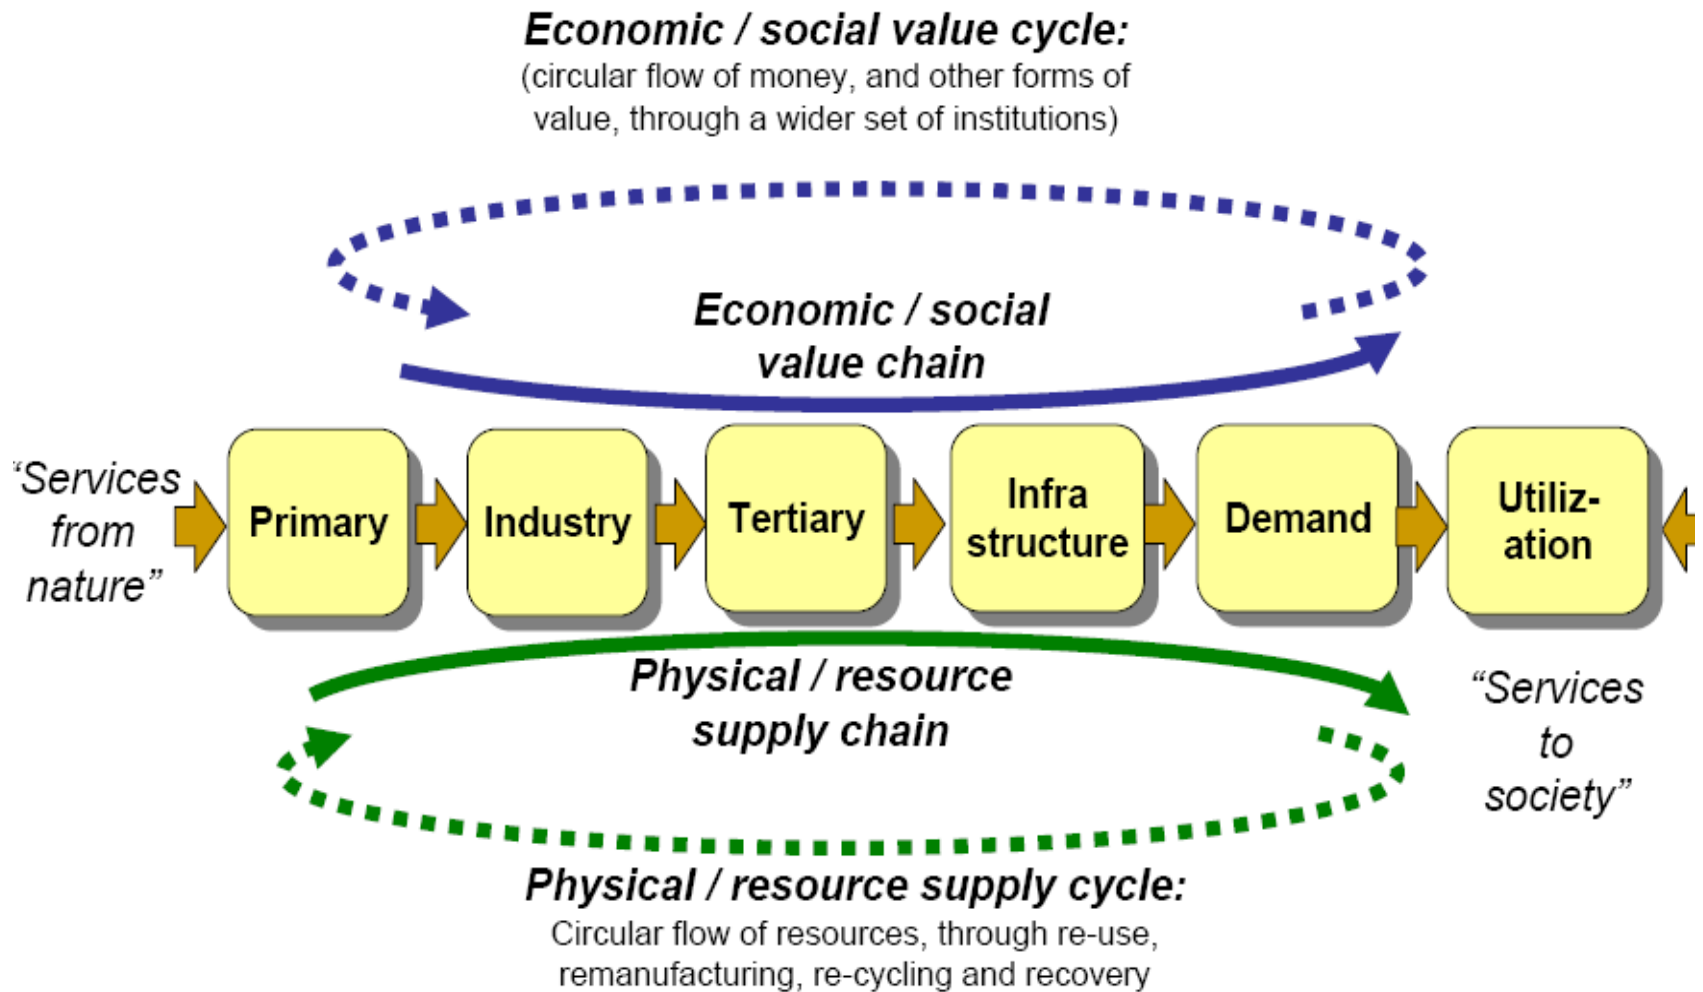 Economic / social value cycle:
(circular flow of money, and other forms of
value, through a wider set of institutions)
Economic / social
value chain
“Services
from
nature”
Primary
Industry
Tertiary
Infra
structure
Demand
Utiliz-
ation
Physical / resource
supply chain
“Services
to
society”
Physical / resource supply cycle:
Circular flow of resources, through re-use,
remanufacturing, re-cycling and recovery